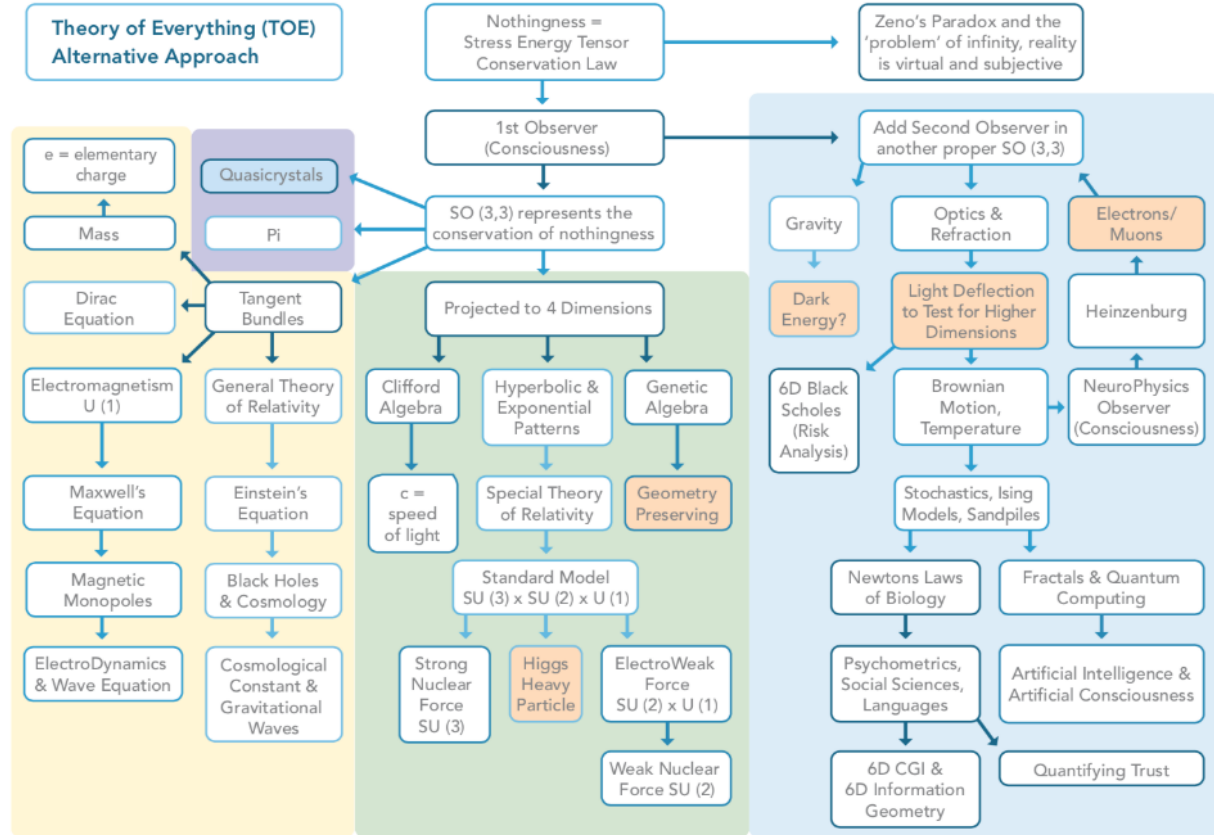 Theory of Everything (TOE)
Alternative Approach
Nothingness =
Stress Energy Tensor
Conservation Law
Zeno's Paradox and the
'problem' of infinity, reality
is virtual and subjective
1st Observer
(Consciousness)
Add Second Observer in
another proper SO (3,3)
e = elementary
charge
Quasicrystals
Mass
Pi
SO (3,3) represents the
conservation of nothingness
Gravity
Optics &
Refraction
Electrons/
Muons
Dirac
Equation
Tangent
Bundles
Projected to 4 Dimensions
Dark
Energy?
Light Deflection
to Test for Higher
Dimensions
Heinzenburg
Electromagnetism
U (1)
General Theory
of Relativity
Clifford
Algebra
Hyperbolic &
Exponential
Patterns
Genetic
Algebra
6D Black
Scholes
(Risk
Analysis)
Brownian
Motion,
Temperature
NeuroPhysics
Observer
(Consciousness)
Maxwell's
Equation
Einstein's
Equation
c =
speed
of light
Special Theory
of Relativity
Geometry
Preserving
Stochastics, Ising
Models, Sandpiles
Magnetic
Monopoles
Black Holes
& Cosmology
Standard Model
SU (3) x SU (2) x U (1)
Newtons Laws
of Biology
Fractals & Quantum
Computing
ElectroDynamics
& Wave Equation
Cosmological
Constant &
Gravitational
Waves
Strong
Nuclear
Force
SU (3)
Higgs
Heavy
Particle
ElectroWeak
Force
SU (2) x U (1)
Psychometrics,
Social Sciences,
Languages
Artificial Intelligence &
Artificial Consciousness
Weak Nuclear
Force SU (2)
6D CGI &
6D Information
Geometry
Quantifying Trust